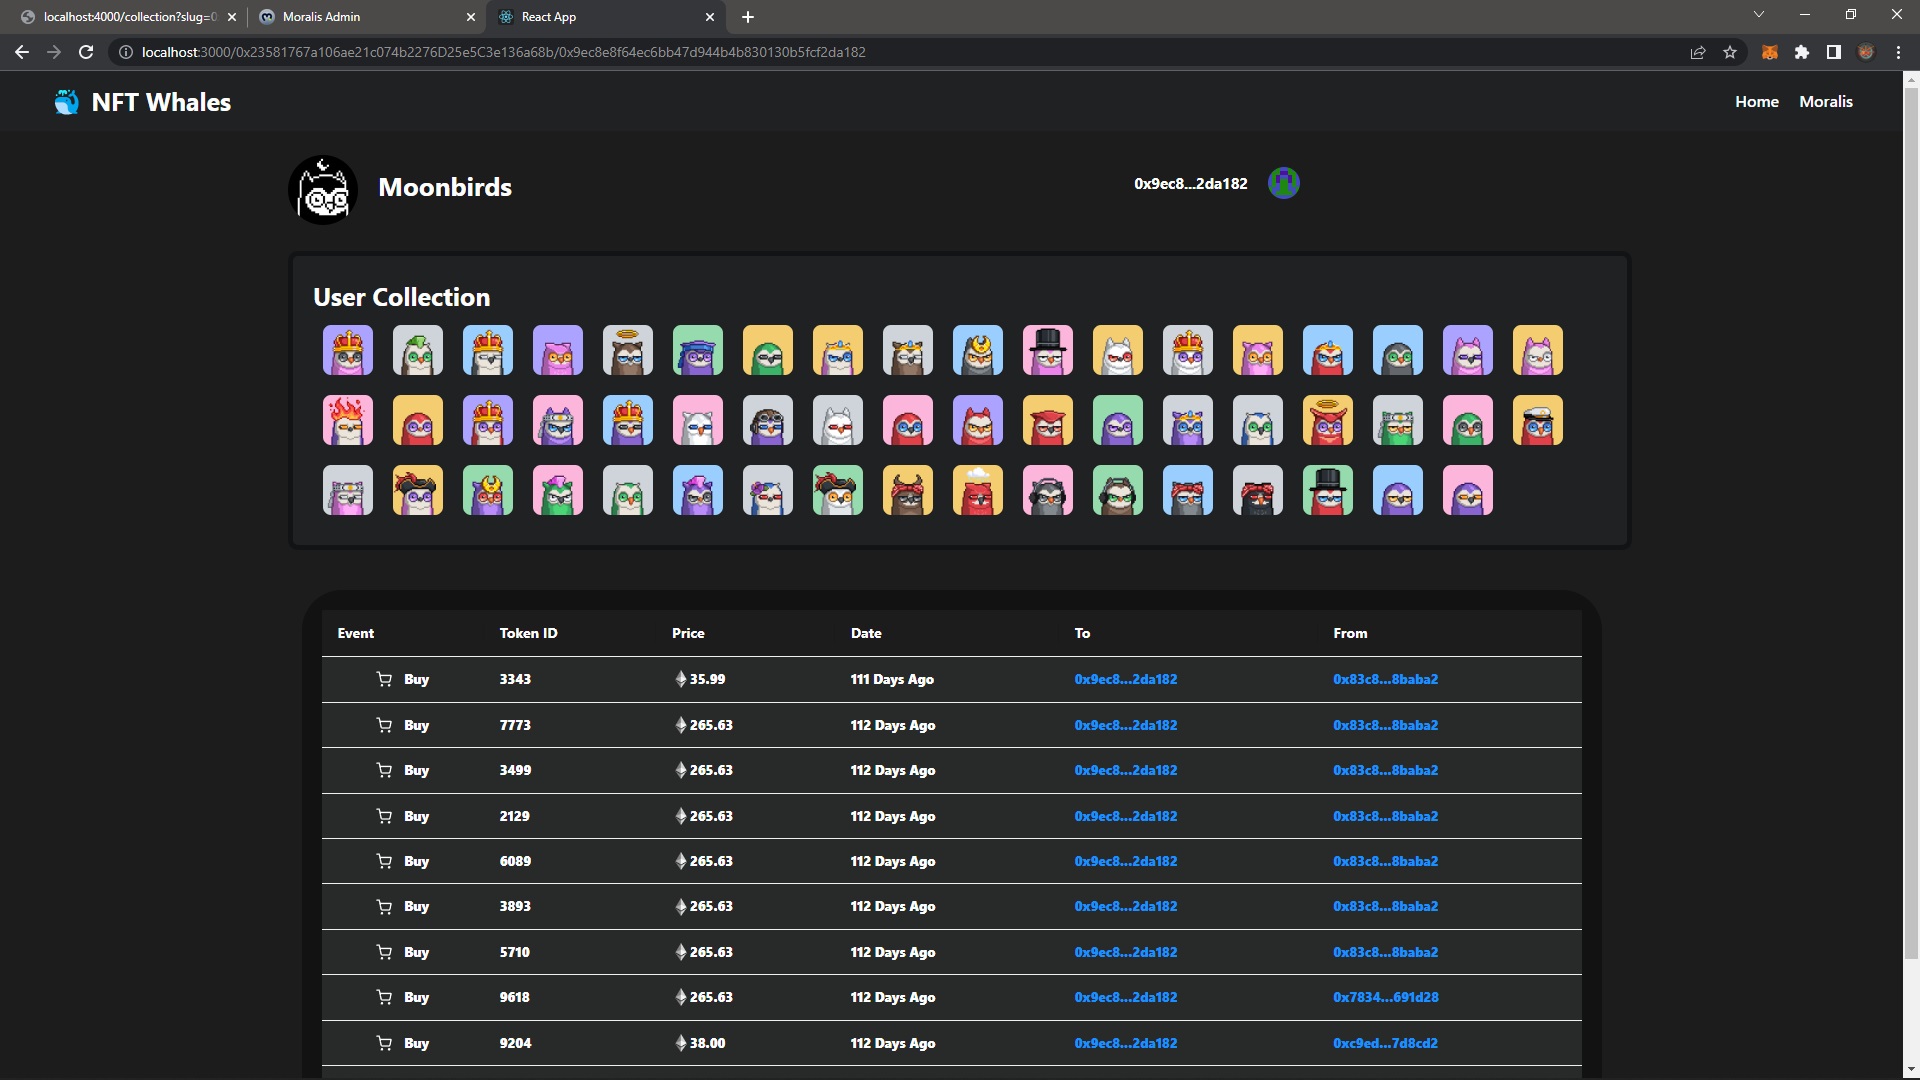 localhost:4000/collection?slug=0
Moralis Admin
React App
localhost:3000/0x23581767a106ae21c074b2276D25e5C3e136a68b/0x9ec8e8f64ec6bb47d944b4b830130b5fcf2da182
NFT Whales
Home Moralis
Moonbirds
0x9ec8...2da182
User Collection
Event Token ID Price Date To From
Buy 3343 35.99 111 Days Ago 0x9ec8...2da182 0x83c8...8baba2
Buy 7773 265.63 112 Days Ago 0x9ec8...2da182 0x83c8...8baba2
Buy 3499 265.63 112 Days Ago 0x9ec8...2da182 0x83c8...8baba2
Buy 2129 265.63 112 Days Ago 0x9ec8...2da182 0x83c8...8baba2
Buy 6089 265.63 112 Days Ago 0x9ec8...2da182 0x83c8...8baba2
Buy 3893 265.63 112 Days Ago 0x9ec8...2da182 0x83c8...8baba2
Buy 5710 265.63 112 Days Ago 0x9ec8...2da182 0x83c8...8baba2
Buy 9618 265.63 112 Days Ago 0x9ec8...2da182 0x7834...691d28
Buy 9204 38.00 112 Days Ago 0x9ec8...2da182 0xc9ed...7d8cd2